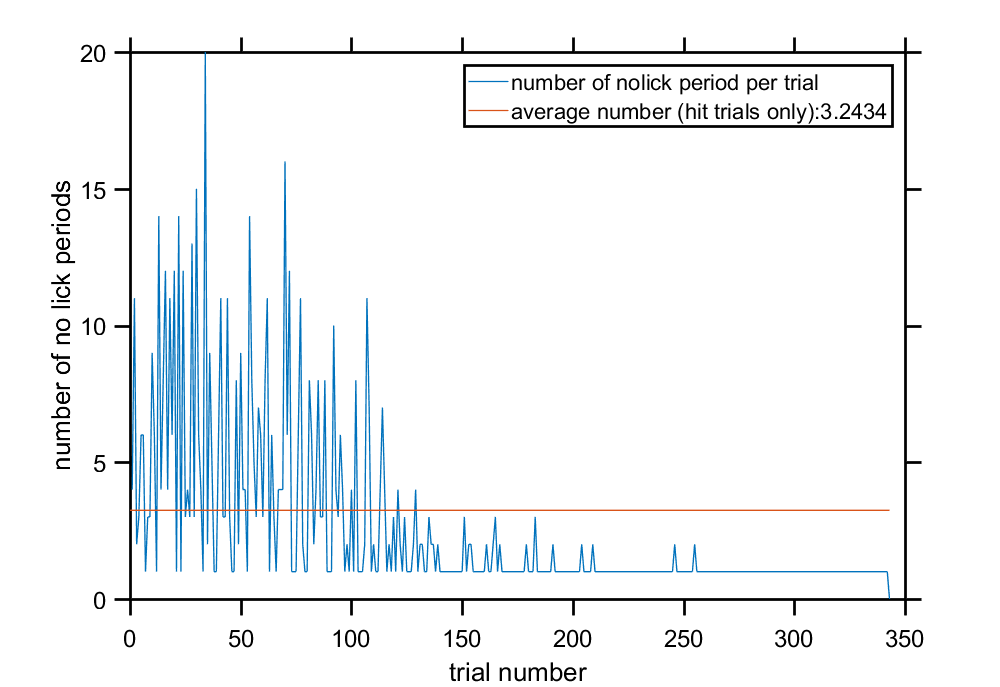 20
number of nolick period per trial
average number (hit trials only):3.2434
15
number of no lick periods
10
5
0
0 50 100 150 200 250 300 350
trial number